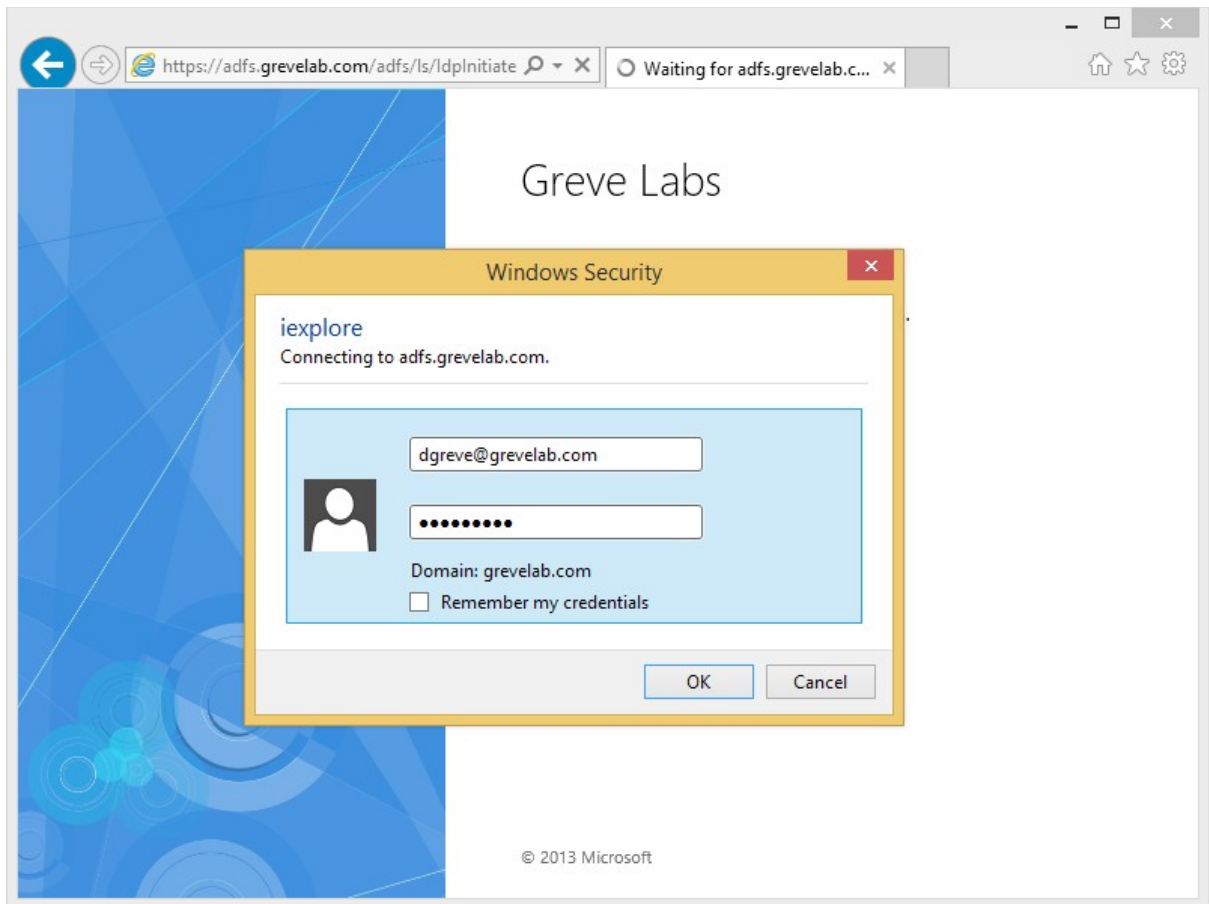 https://adfs.grevelab.com/adfs/ls/IdpInitiate
Waiting for adfs.grevelab.c...
Greve Labs
Windows Security
iexplore
Connecting to adfs.grevelab.com.
dgreve@grevelab.com
•••••••••
Domain: grevelab.com
Remember my credentials
OK Cancel
© 2013 Microsoft